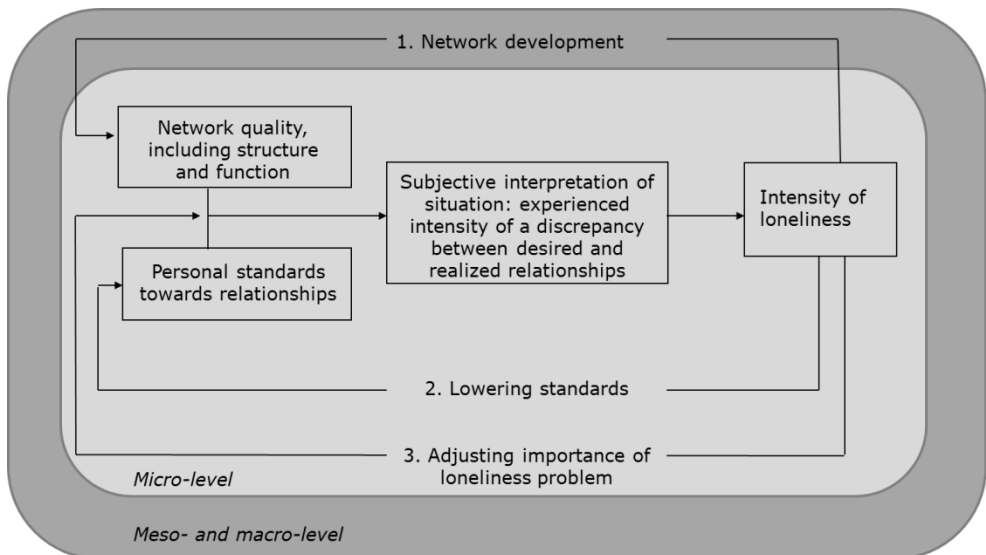 1. Network development
Network quality,
including structure
and function
Subjective interpretation of
situation: experienced
intensity of a discrepancy
between desired and
realized relationships
Intensity of
loneliness
Personal standards
towards relationships
2. Lowering standards
3. Adjusting importance of
loneliness problem
Micro-level
Meso- and macro-level